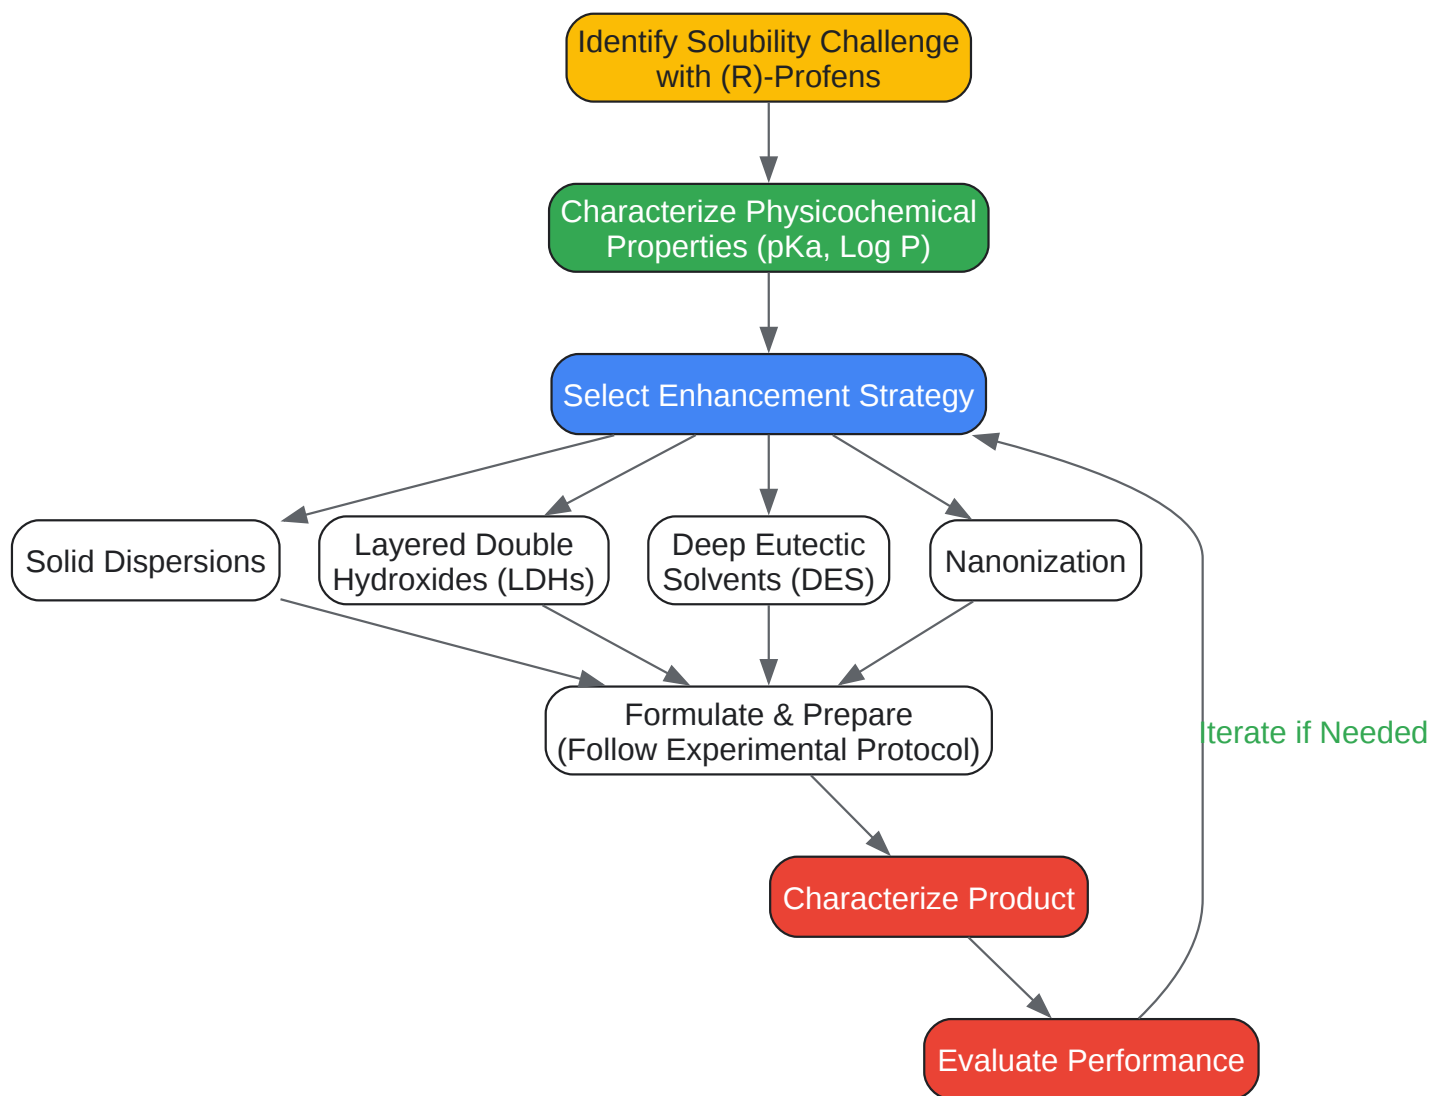 Identify Solubility Challenge
with (R)-Profens
Characterize Physicochemical
Properties (pKa, Log P)
Select Enhancement Strategy
Solid Dispersions
Layered Double
Hydroxides (LDHs)
Deep Eutectic
Solvents (DES)
Nanonization
Formulate & Prepare
(Follow Experimental Protocol)
Iterate if Needed
Characterize Product
Evaluate Performance